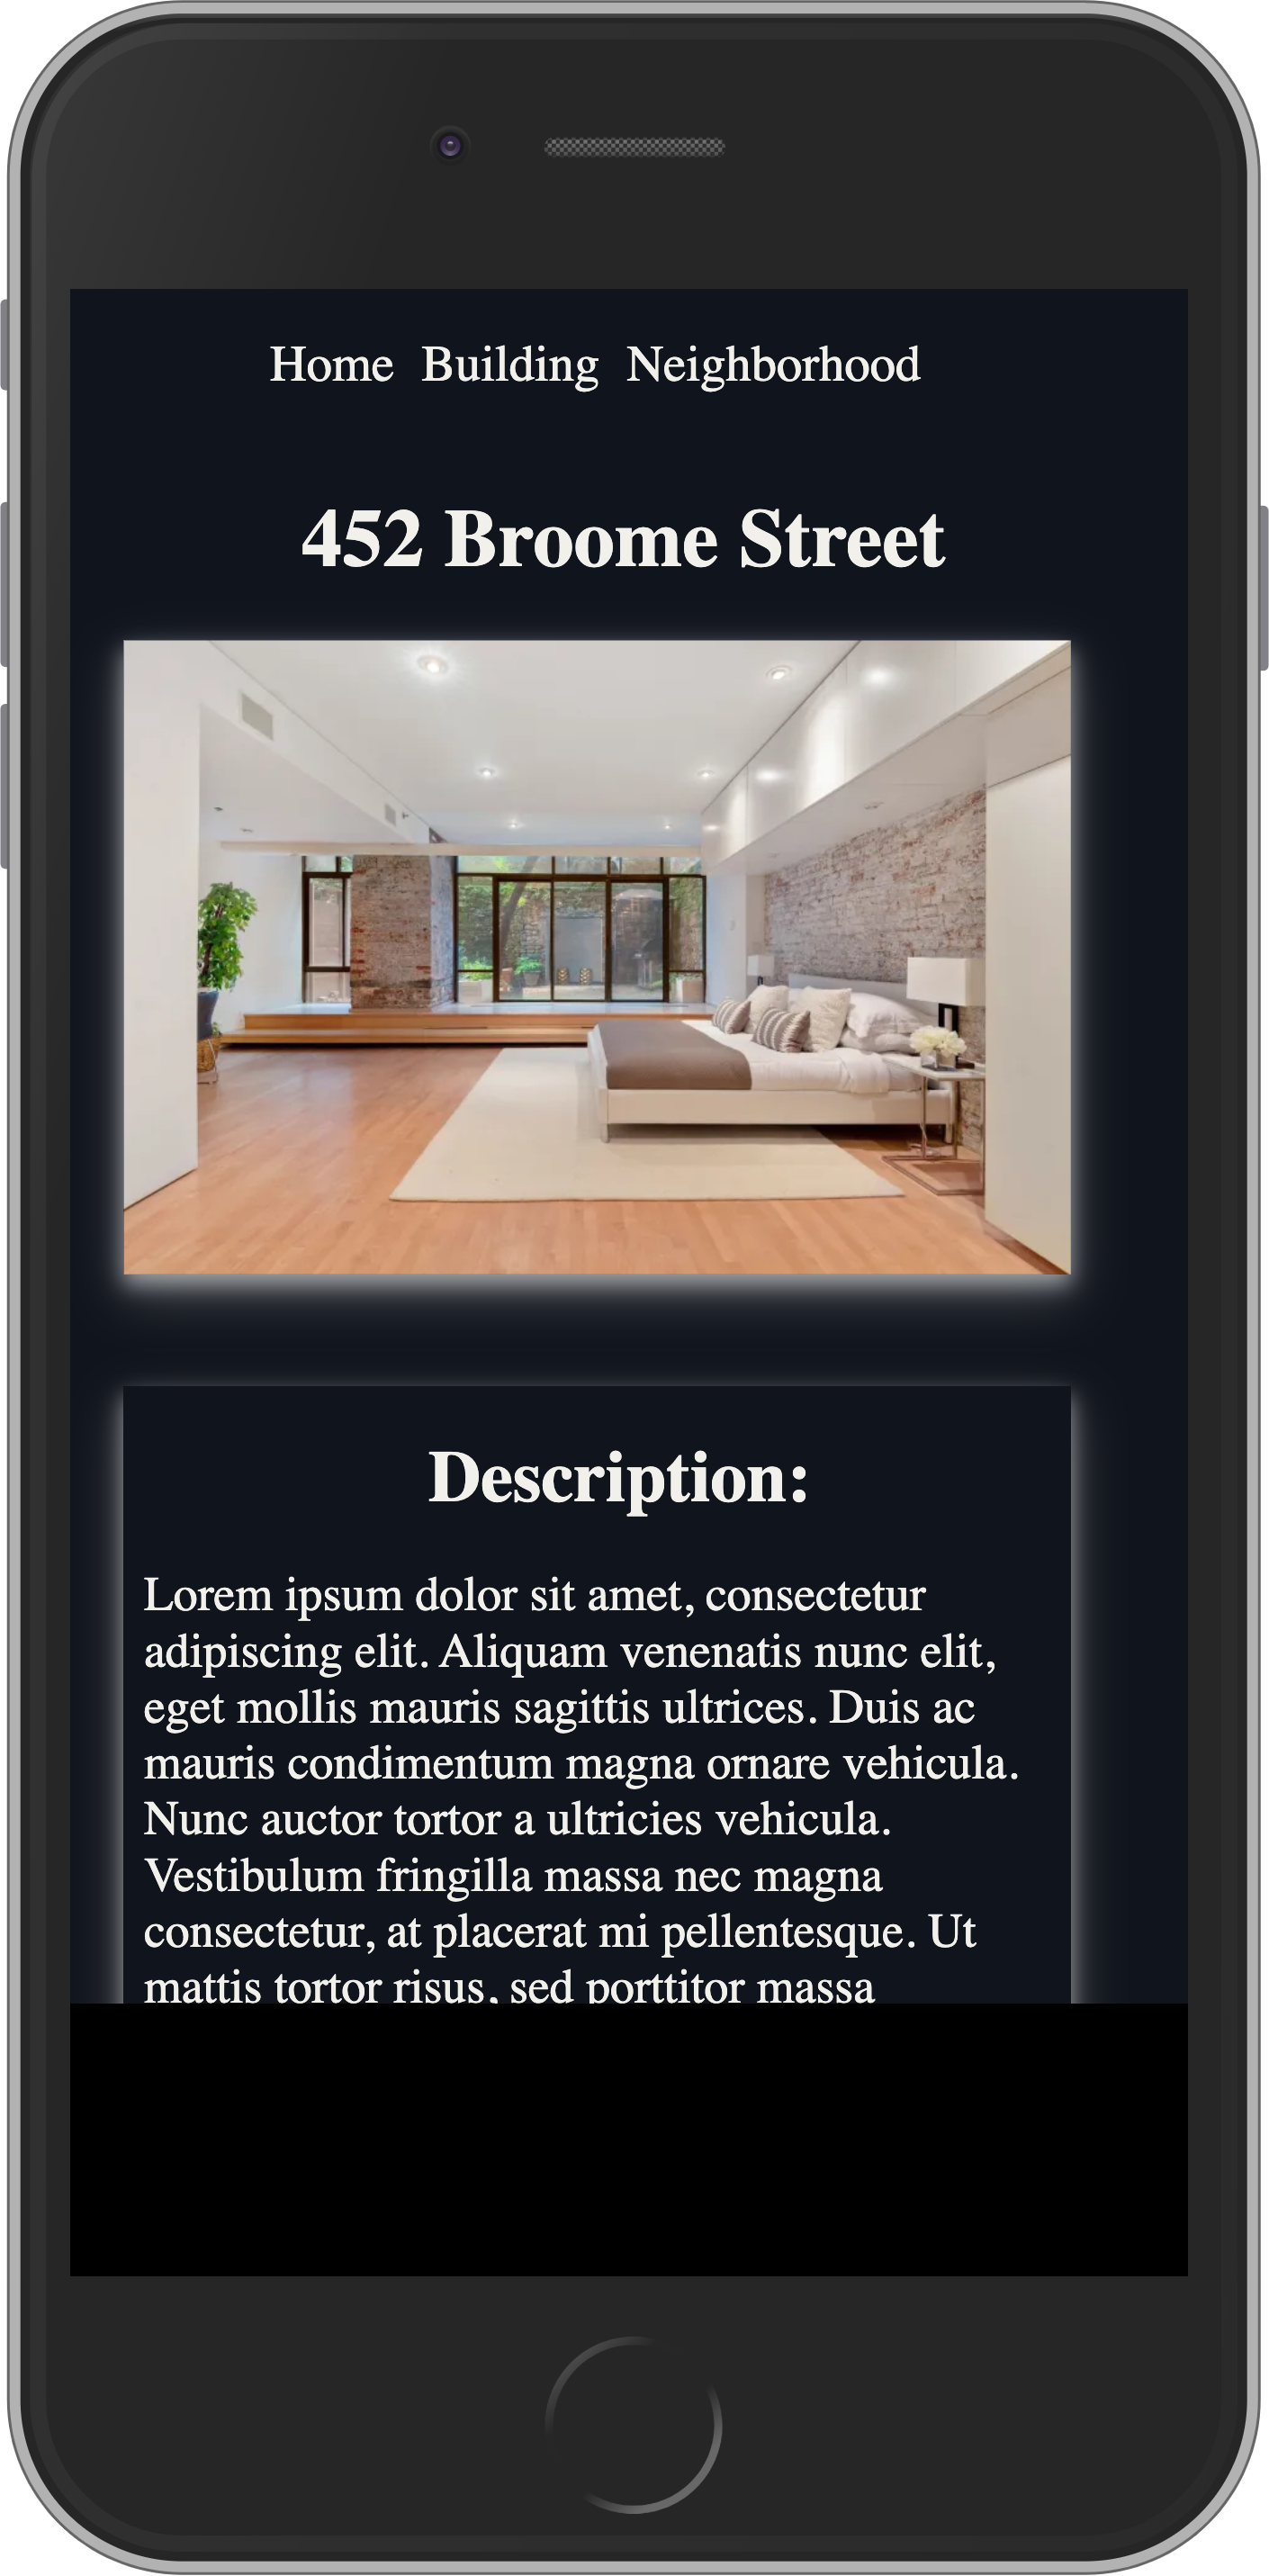 Home Building Neighborhood
452 Broome Street
Description:
Lorem ipsum dolor sit amet, consectetur
adipiscing elit. Aliquam venenatis nunc elit,
eget mollis mauris sagittis ultrices. Duis ac
mauris condimentum magna ornare vehicula.
Nunc auctor tortor a ultricies vehicula.
Vestibulum fringilla massa nec magna
consectetur, at placerat mi pellentesque. Ut
mattis tortor risus, sed porttitor massa